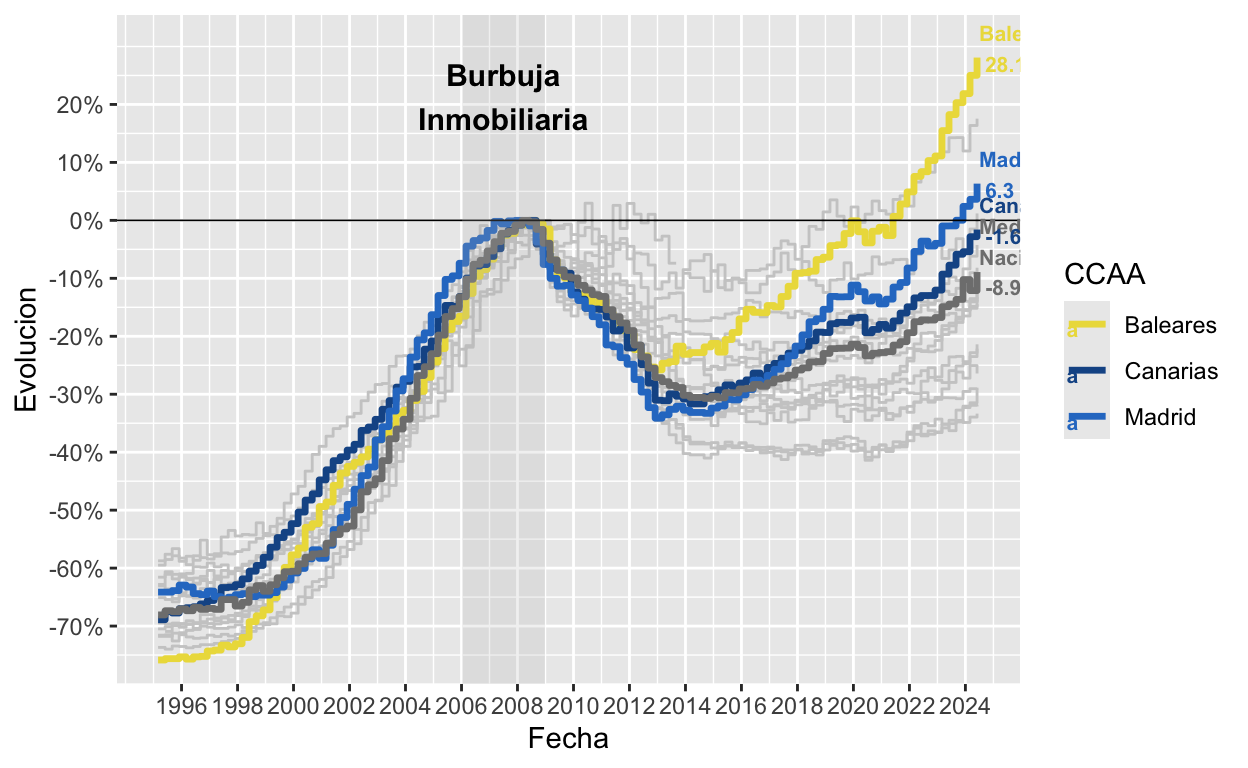 Burbuja
Inmobiliaria
20%
10%
0%
-10%
-20%
-30%
-40%
-50%
-60%
-70%
Evolucion
1996 1998 2000 2002 2004 2006 2008 2010 2012 2014 2016 2018 2020 2022 2024
Fecha
Bale
28.1
Mad
6.3
Cana
Med
-1.6
Naci
-8.9
CCAA
a Baleares
a Canarias
a Madrid